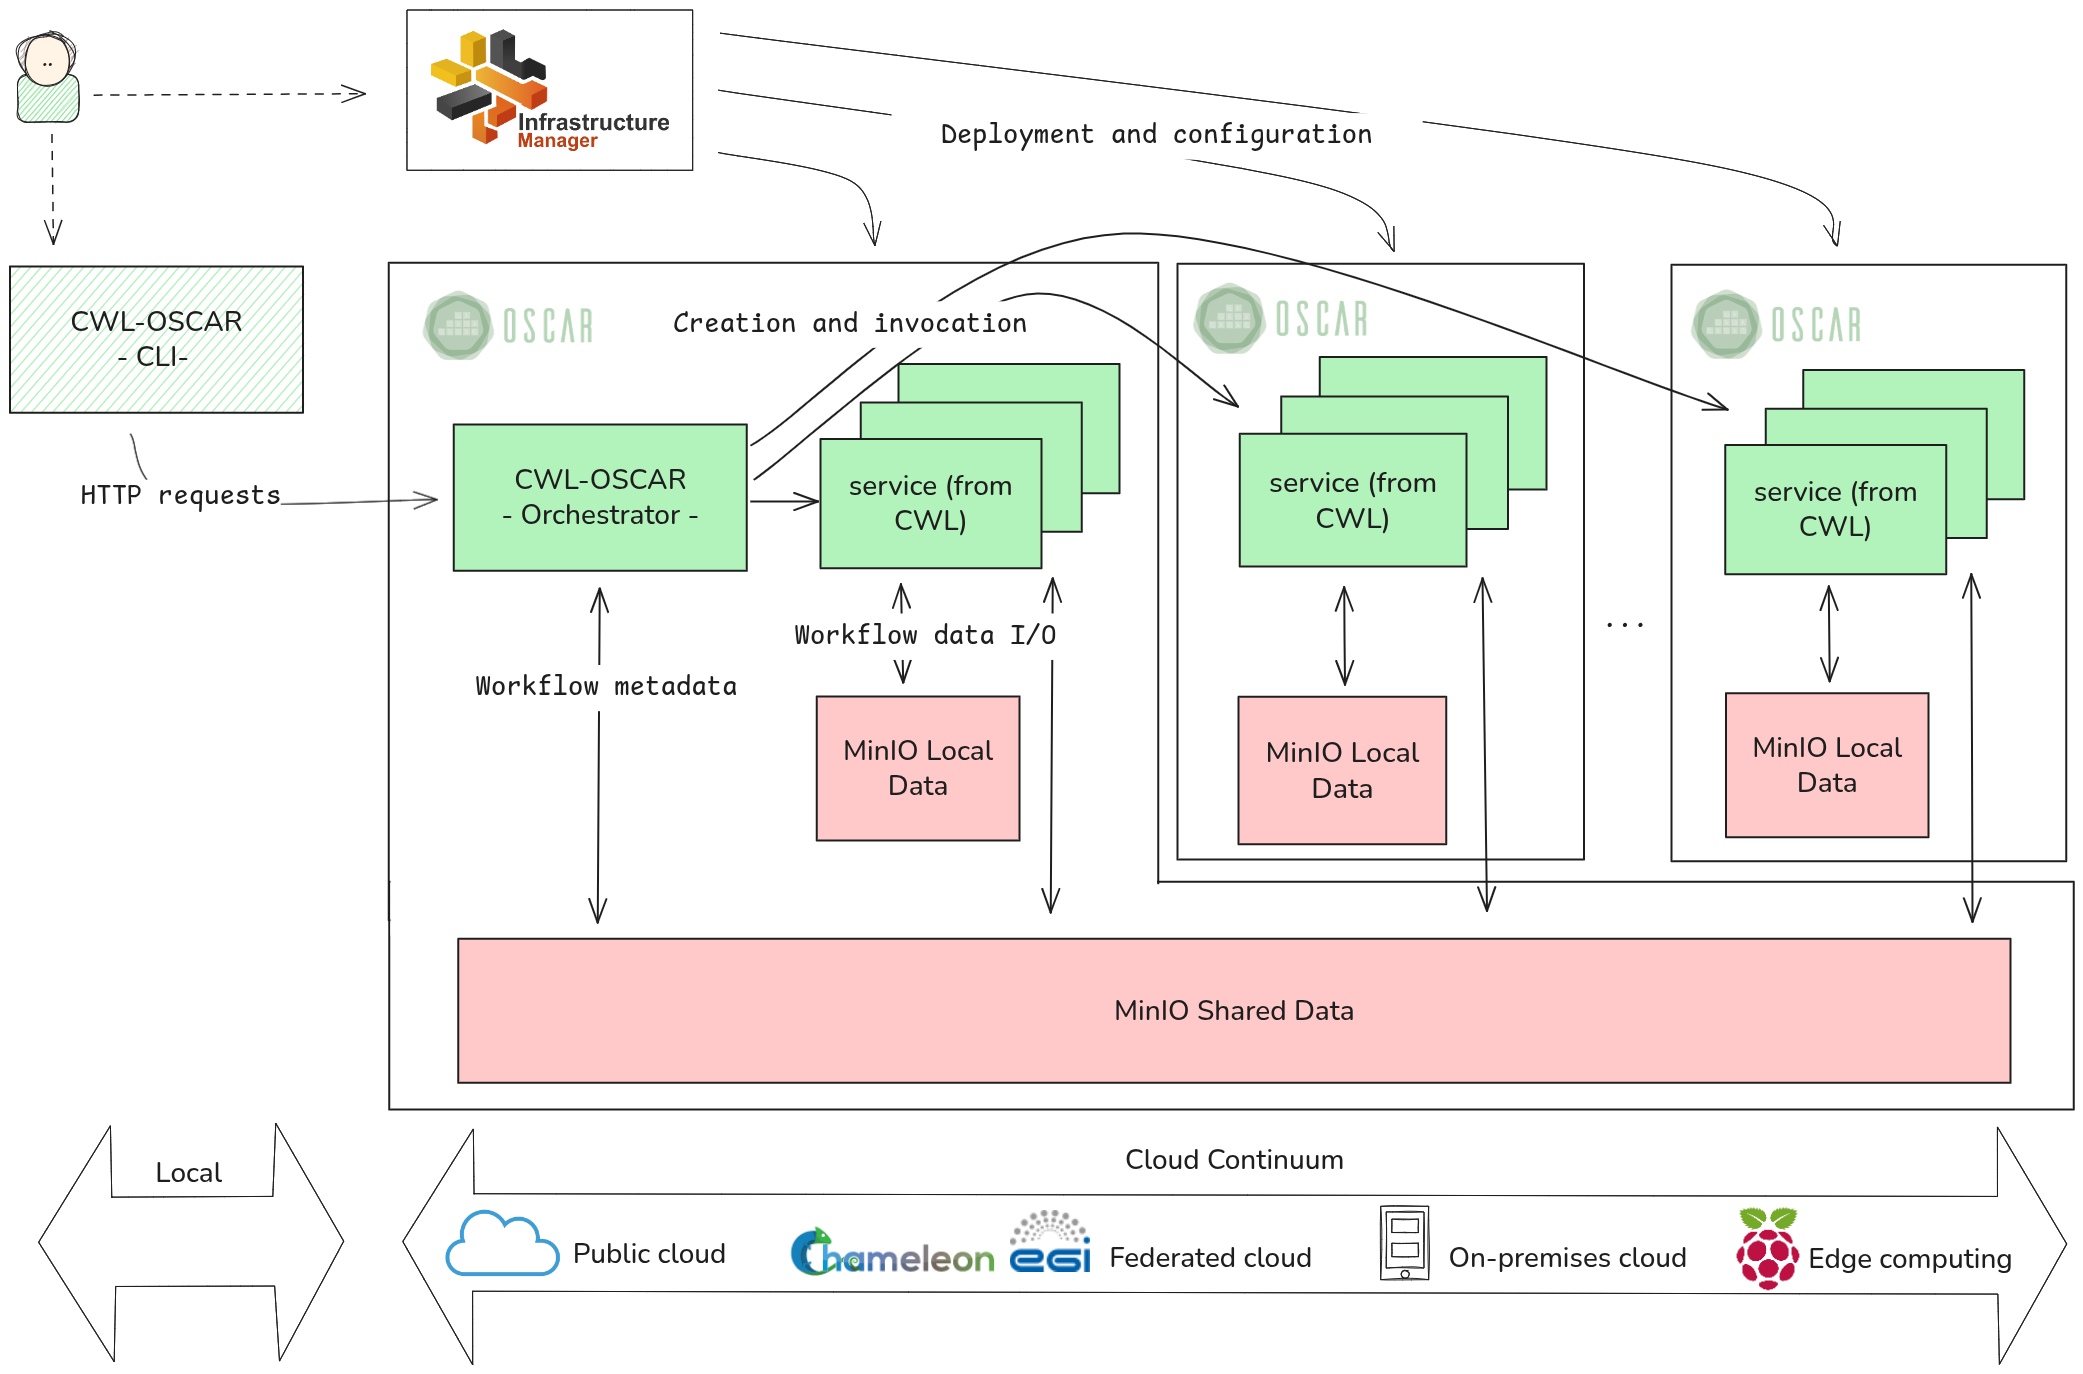 Infrastructure
Manager
Deployment and configuration
CWL-OSCAR
- CLI-
OSCAR
OSCAR
OSCAR
Creation and invocation
HTTP requests
CWL-OSCAR
- Orchestrator -
service (from
CWL)
service (from
CWL)
service (from
CWL)
Workflow data I/O
...
Workflow metadata
MinIO Local
Data
MinIO Local
Data
MinIO Local
Data
MinIO Shared Data
Local
Cloud Continuum
Public cloud
Chameleon
eGI
Federated cloud
On-premises cloud
Edge computing